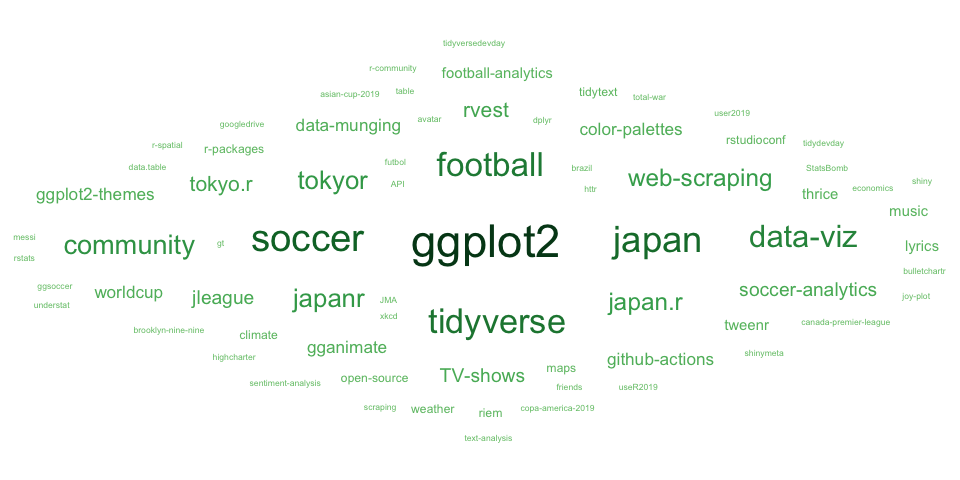 tidyversedevday
r-community
football-analytics
asian-cup-2019
table
tidytext
total-war
googledrive
data-munging
avatar
rvest
dplyr
color-palettes
user2019
rstudioconf
tidydevday
r-spatial
r-packages
data.table
futbol
football
brazil
StatsBomb
ggplot2-themes
tokyo.r
tokyor
API
httr
web-scraping
thrice
economics
shiny
music
messi
rstats
community
gt
soccer
ggplot2
japan
data-viz
lyrics
bulletchartr
ggsoccer
understat
worldcup
jleague
japanr
JMA
xkcd
tidyverse
japan.r
soccer-analytics
joy-plot
brooklyn-nine-nine
climate
tweenr
canada-premier-league
highcharter
gganimate
github-actions
shinymeta
sentiment-analysis
open-source
TV-shows
maps
friends
useR2019
scraping
weather
riem
copa-america-2019
text-analysis